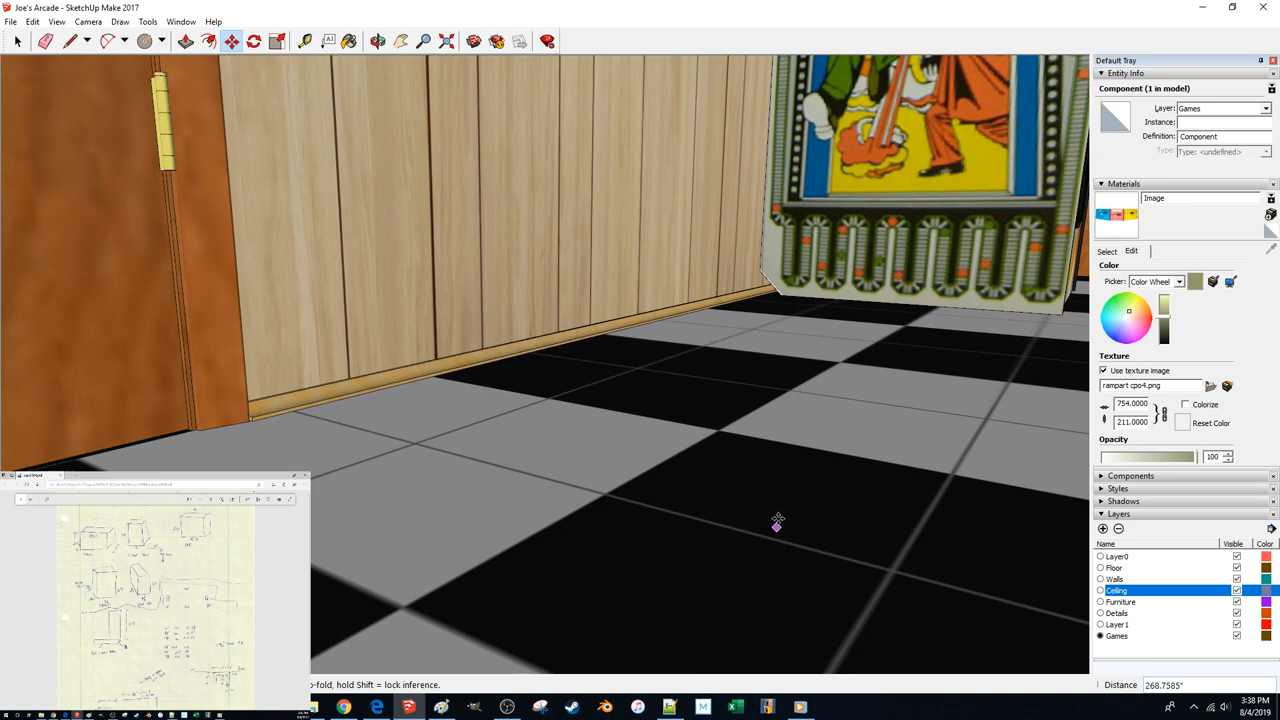 Joe's Arcade - SketchUp Make 2017
File Edit View Camera Draw Tools Window Help
Default Tray
Entity Info
Component (1 in model)
Layer: Games
Instance:
Definition: Component
Type: Type: <undefined>
Materials
Image
Select Edit
Color
Picker: Color Wheel
Texture
Use texture image
rampart cpo4.png
754.0000 Colorize
211.0000 Reset Color
Opacity
100
Components
Styles
Shadows
Layers
Name Visible Color
Layer0
Floor
Walls
Ceiling
Furniture
Details
Layer1
Games
o-fold, hold Shift = lock inference.
Distance 268.7585"
3:38 PM
8/4/2019